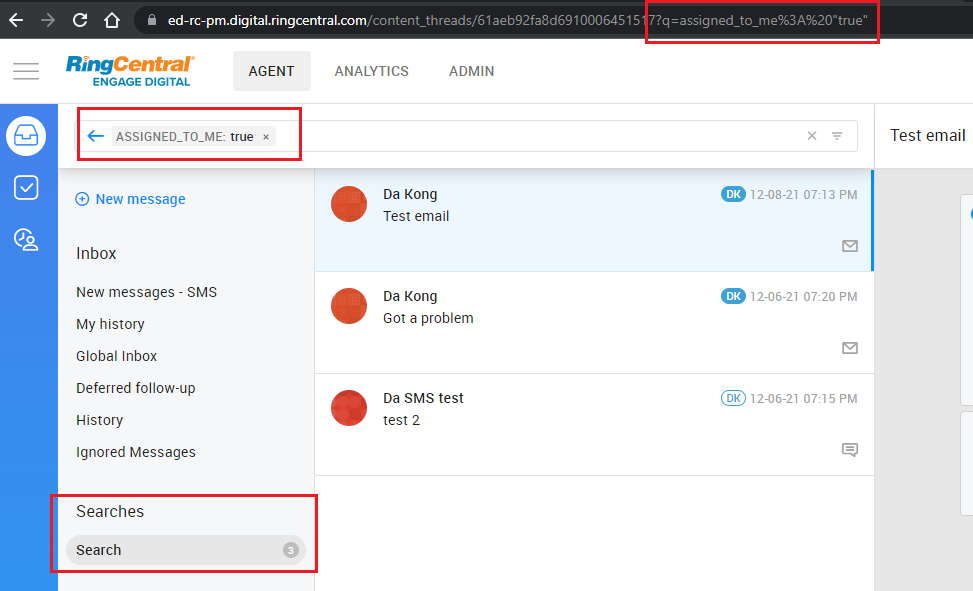 ed-rc-pm.digital.ringcentral.com/content_threads/61aeb92fa8d6910006451517?q=assigned_to_me%3A%20"true"
RingCentral®
ENGAGE DIGITAL
AGENT
ANALYTICS
ADMIN
ASSIGNED_TO_ME: true ×
Test email
New message
Inbox
New messages - SMS
My history
Global Inbox
Deferred follow-up
History
Ignored Messages
Searches
Search 3
Da Kong DK 12-08-21 07:13 PM
Test email
Da Kong DK 12-06-21 07:20 PM
Got a problem
Da SMS test DK 12-06-21 07:15 PM
test 2